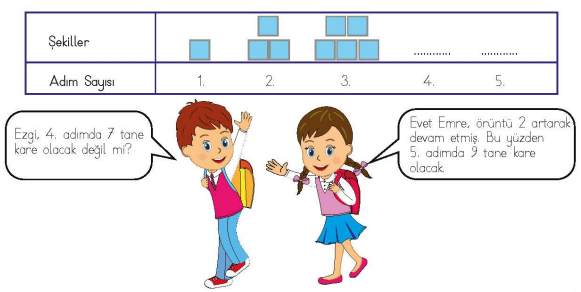 Şekiller ............ ............
Adım Sayısı 1. 2. 3. 4. 5.
Ezgi, 4. adımda 7 tane
kare olacak değil mi?
Evet Emre, örüntü 2 artarak
devam etmiş. Bu yüzden
5. adımda 9 tane kare
olacak.